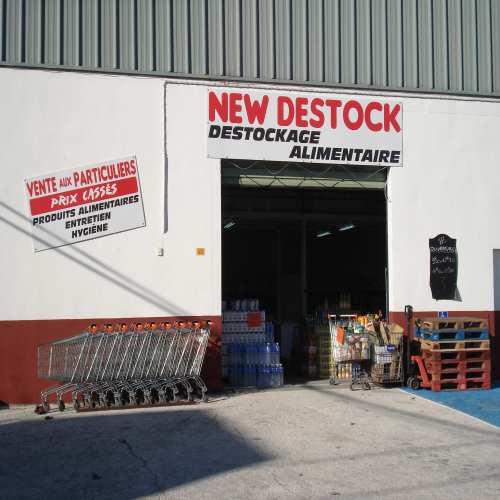 NEW DESTOCK
DESTOCKAGE
ALIMENTAIRE
VENTE AUX PARTICULIERS
PRIX CASSÉS
PRODUITS ALIMENTAIRES
ENTRETIEN
HYGIÈNE